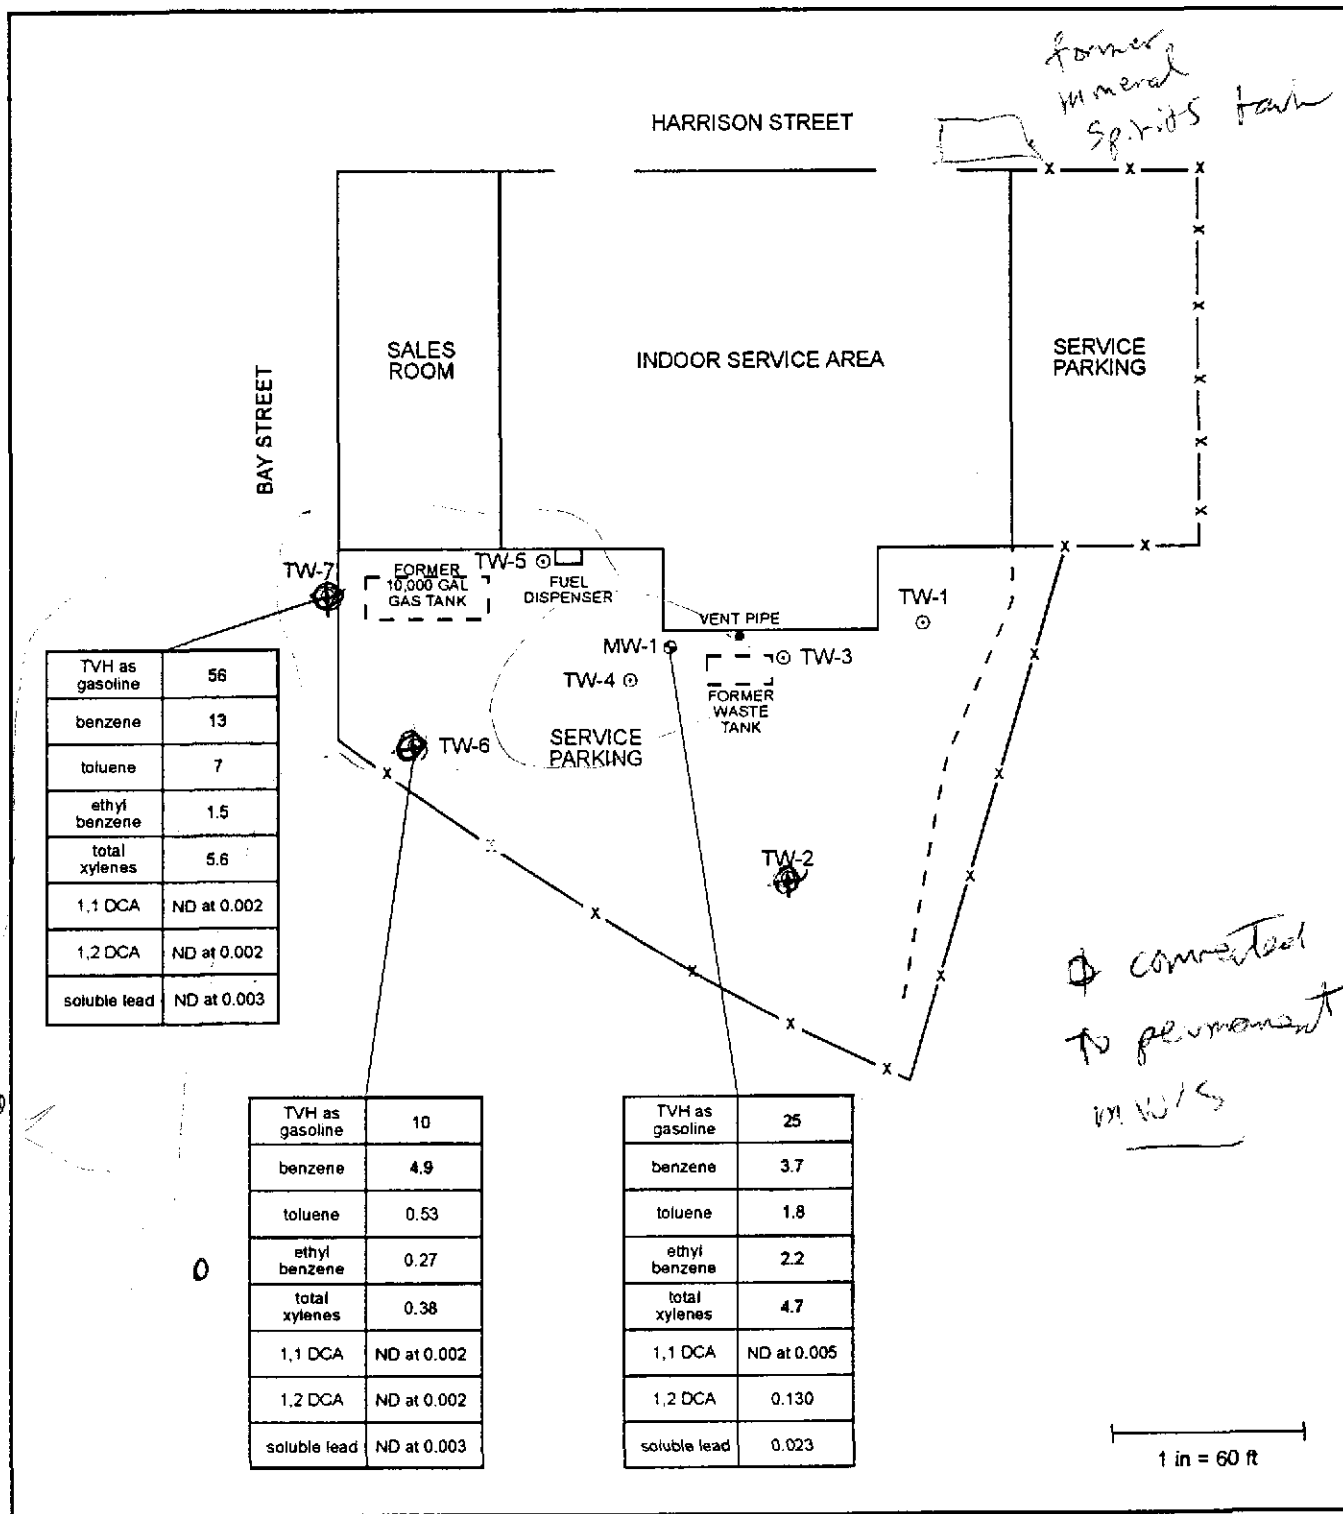 former
mineral
spirits tank
HARRISON STREET
SALES
ROOM
INDOOR SERVICE AREA
SERVICE
PARKING
BAY STREET
TW-7
FORMER
10,000 GAL
GAS TANK
TW-5
FUEL
DISPENSER
VENT PIPE
TW-1
MW-1
TW-3
TW-4
FORMER
WASTE
TANK
TW-6
SERVICE
PARKING
TW-2
TVH as
gasoline 56
benzene 13
toluene 7
ethyl
benzene 1.5
total
xylenes 5.6
1,1 DCA ND at 0.002
1,2 DCA ND at 0.002
soluble lead ND at 0.003
converted
to permanent
MW's
TVH as
gasoline 10
benzene 4.9
toluene 0.53
ethyl
benzene 0.27
total
xylenes 0.38
1,1 DCA ND at 0.002
1,2 DCA ND at 0.002
soluble lead ND at 0.003
TVH as
gasoline 25
benzene 3.7
toluene 1.8
ethyl
benzene 2.2
total
xylenes 4.7
1,1 DCA ND at 0.005
1,2 DCA 0.130
soluble lead 0.023
1 in = 60 ft